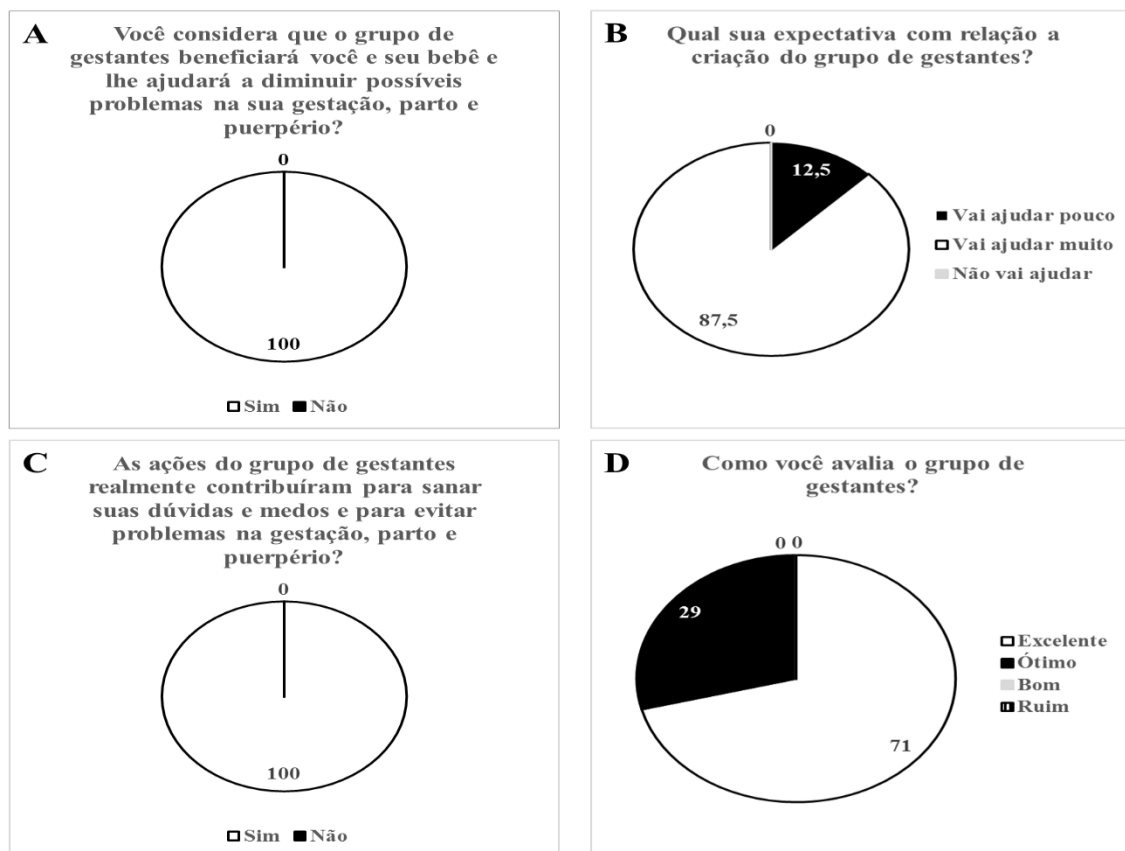 A
Você considera que o grupo de
gestantes beneficiará você e seu bebê e
lhe ajudará a diminuir possíveis
problemas na sua gestação, parto e
puerpério?
0
100
Sim Não
B
Qual sua expectativa com relação a
criação do grupo de gestantes?
0
12,5
87,5
Vai ajudar pouco
Vai ajudar muito
Não vai ajudar
C
As ações do grupo de gestantes
realmente contribuíram para sanar
suas dúvidas e medos e para evitar
problemas na gestação, parto e
puerpério?
0
100
Sim Não
D
Como você avalia o grupo de
gestantes?
0 0
29
71
Excelente
Ótimo
Bom
Ruim